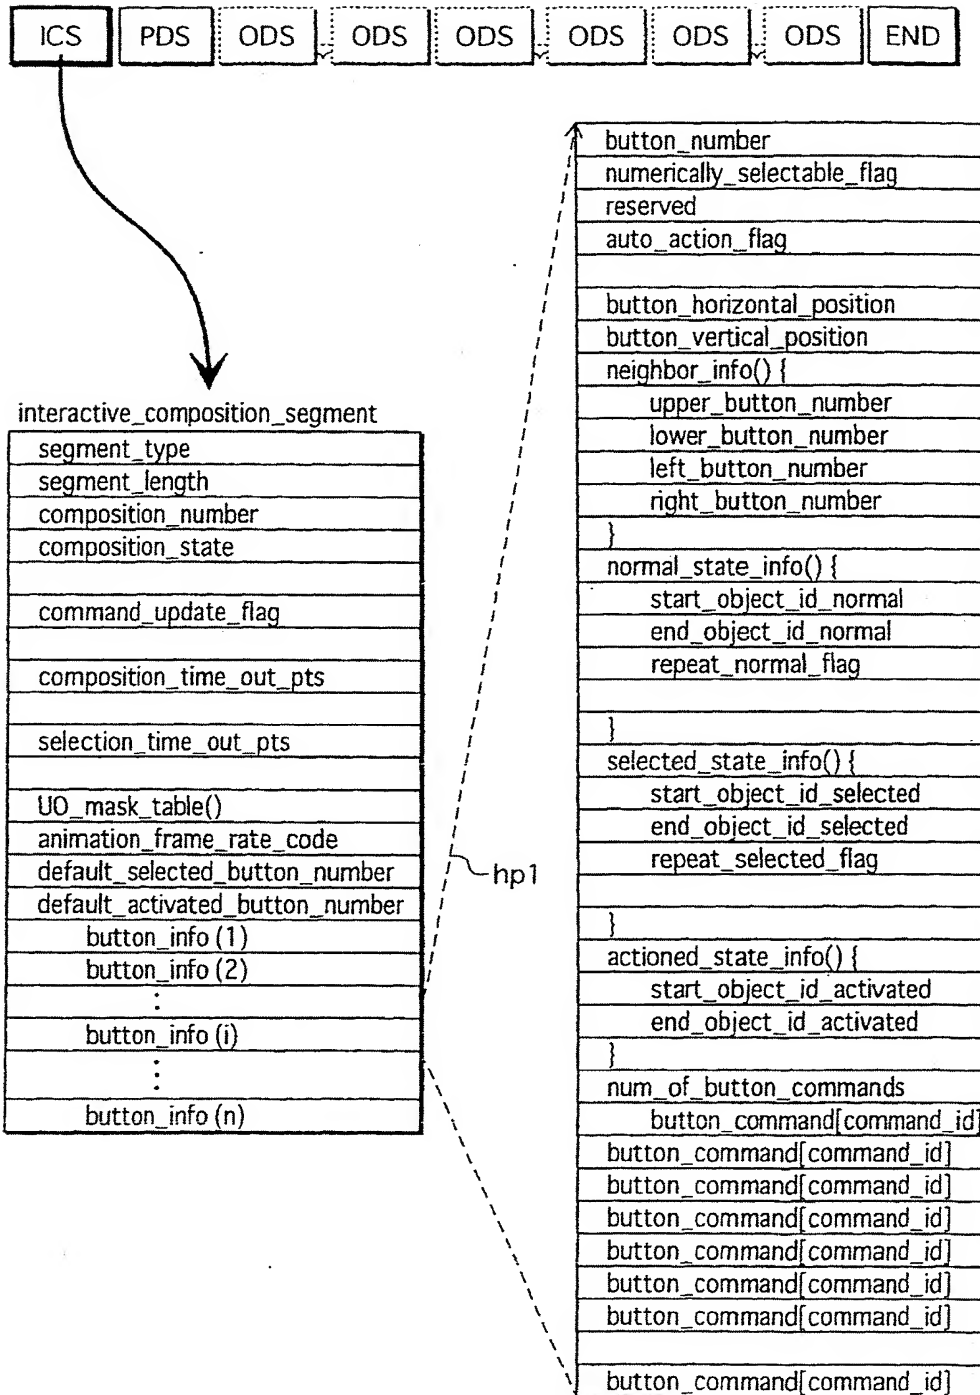 ICS PDS ODS ODS ODS ODS ODS ODS END
interactive_composition_segment
segment_type
segment_length
composition_number
composition_state
command_update_flag
composition_time_out_pts
selection_time_out_pts
UO_mask_table()
animation_frame_rate_code
default_selected_button_number
default_activated_button_number
button_info (1)
button_info (2)
⋮
button_info (i)
⋮
button_info (n)
hp1
button_number
numerically_selectable_flag
reserved
auto_action_flag
button_horizontal_position
button_vertical_position
neighbor_info() {
upper_button_number
lower_button_number
left_button_number
right_button_number
}
normal_state_info() {
start_object_id_normal
end_object_id_normal
repeat_normal_flag
}
selected_state_info() {
start_object_id_selected
end_object_id_selected
repeat_selected_flag
}
actioned_state_info() {
start_object_id_activated
end_object_id_activated
}
num_of_button_commands
button_command[command_id]
button_command[command_id]
button_command[command_id]
button_command[command_id]
button_command[command_id]
button_command[command_id]
button_command[command_id]
button_command[command_id]